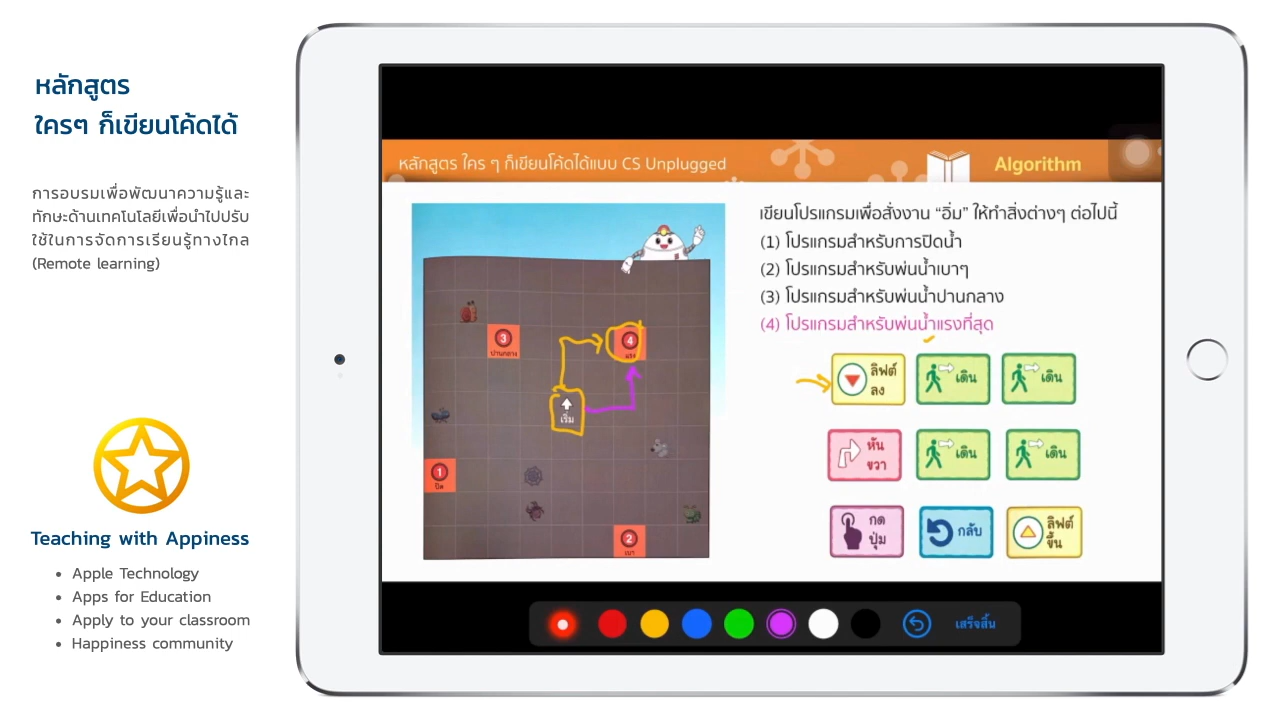 หลักสูตร
ใครๆ ก็เขียนโค้ดได้
การอบรมเพื่อพัฒนาความรู้และ
ทักษะด้านเทคโนโลยีเพื่อนำไปปรับ
ใช้ในการจัดการเรียนรู้ทางไกล
(Remote learning)
Teaching with Appiness
• Apple Technology
• Apps for Education
• Apply to your classroom
• Happiness community
หลักสูตร ใคร ๆ ก็เขียนโค้ดได้แบบ CS Unplugged
Algorithm
3
ปานกลาง
4
แรง
เริ่ม
1
ปิด
2
เบา
เขียนโปรแกรมเพื่อสั่งงาน “อิ่ม” ให้ทำสิ่งต่างๆ ต่อไปนี้
(1) โปรแกรมสำหรับการปิดน้ำ
(2) โปรแกรมสำหรับพ่นน้ำเบาๆ
(3) โปรแกรมสำหรับพ่นน้ำปานกลาง
(4) โปรแกรมสำหรับพ่นน้ำแรงที่สุด
ลิฟต์
ลง
เดิน
เดิน
หัน
ขวา
เดิน
เดิน
กด
ปุ่ม
กลับ
ลิฟต์
ขึ้น
เสร็จสิ้น